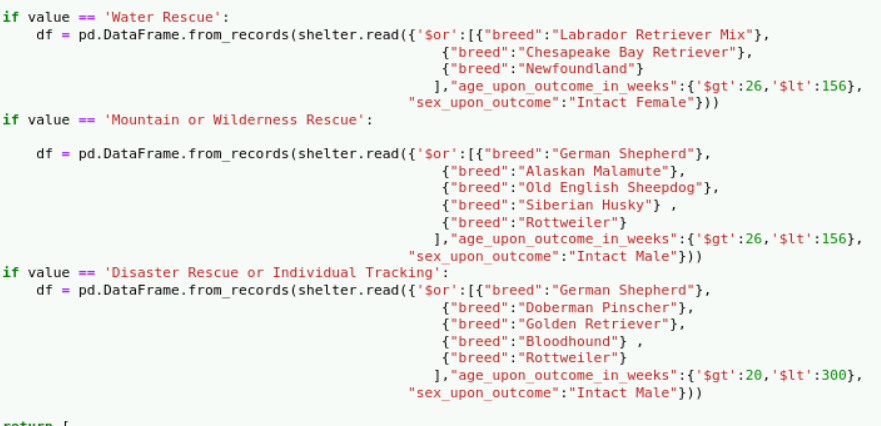 if value == 'Water Rescue':
    df = pd.DataFrame.from_records(shelter.read({'$or':[{"breed":"Labrador Retriever Mix"},
                                                    {"breed":"Chesapeake Bay Retriever"},
                                                    {"breed":"Newfoundland"}
                                                   ],"age_upon_outcome_in_weeks":{'$gt':26,'$lt':156},
                                                "sex_upon_outcome":"Intact Female"}))
if value == 'Mountain or Wilderness Rescue':

    df = pd.DataFrame.from_records(shelter.read({'$or':[{"breed":"German Shepherd"},
                                                    {"breed":"Alaskan Malamute"},
                                                    {"breed":"Old English Sheepdog"},
                                                    {"breed":"Siberian Husky"} ,
                                                    {"breed":"Rottweiler"}
                                                   ],"age_upon_outcome_in_weeks":{'$gt':26,'$lt':156},
                                                "sex_upon_outcome":"Intact Male"}))
if value == 'Disaster Rescue or Individual Tracking':
    df = pd.DataFrame.from_records(shelter.read({'$or':[{"breed":"German Shepherd"},
                                                    {"breed":"Doberman Pinscher"},
                                                    {"breed":"Golden Retriever"},
                                                    {"breed":"Bloodhound"} ,
                                                    {"breed":"Rottweiler"}
                                                   ],"age_upon_outcome_in_weeks":{'$gt':20,'$lt':300},
                                                "sex_upon_outcome":"Intact Male"}))
return [